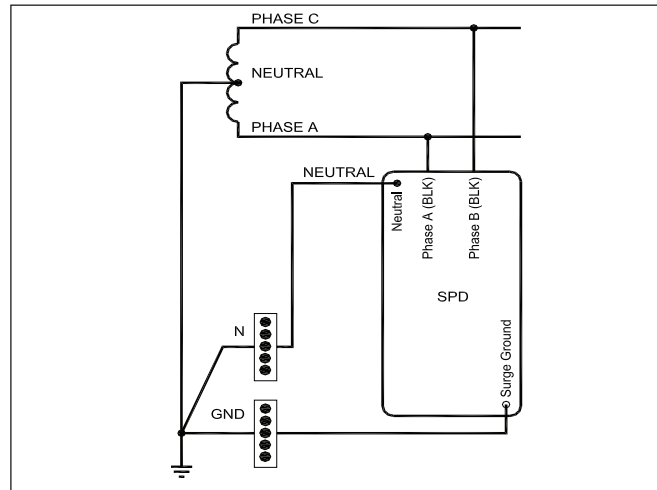 PHASE C
NEUTRAL
PHASE A
NEUTRAL
Neutral
Phase A (BLK)
Phase B (BLK)
SPD
Surge Ground
N
GND